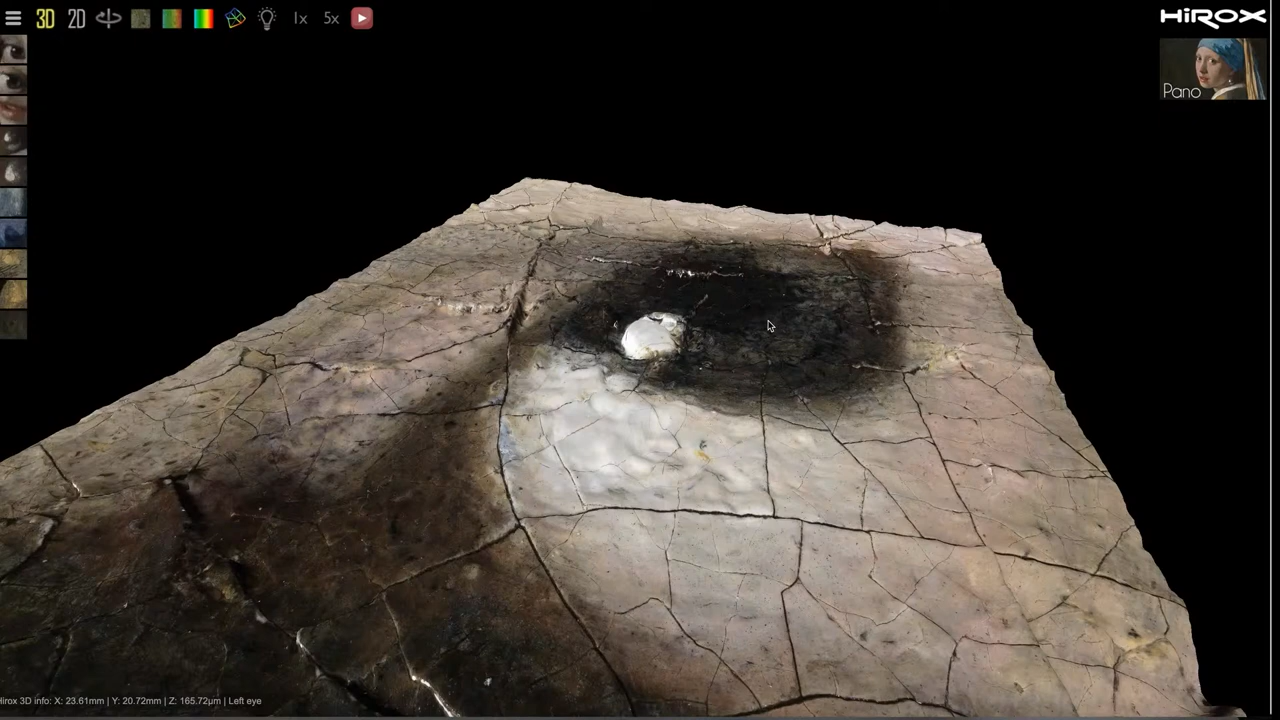 3D 2D 1x 5x HiROX
Pano
Hirox 3D info: X: 23.61mm | Y: 20.72mm | Z: 165.72µm | Left eye